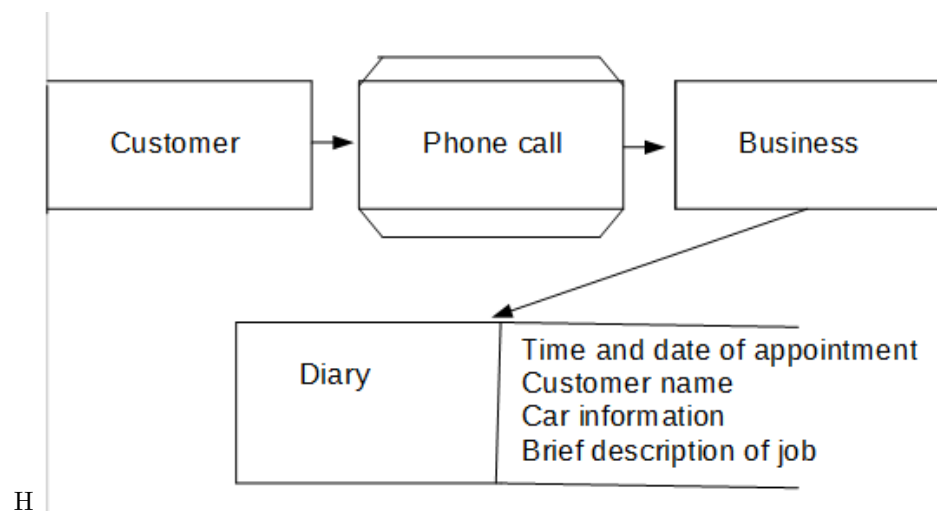 Customer
Phone call
Business
Diary
Time and date of appointment
Customer name
Car information
Brief description of job
H